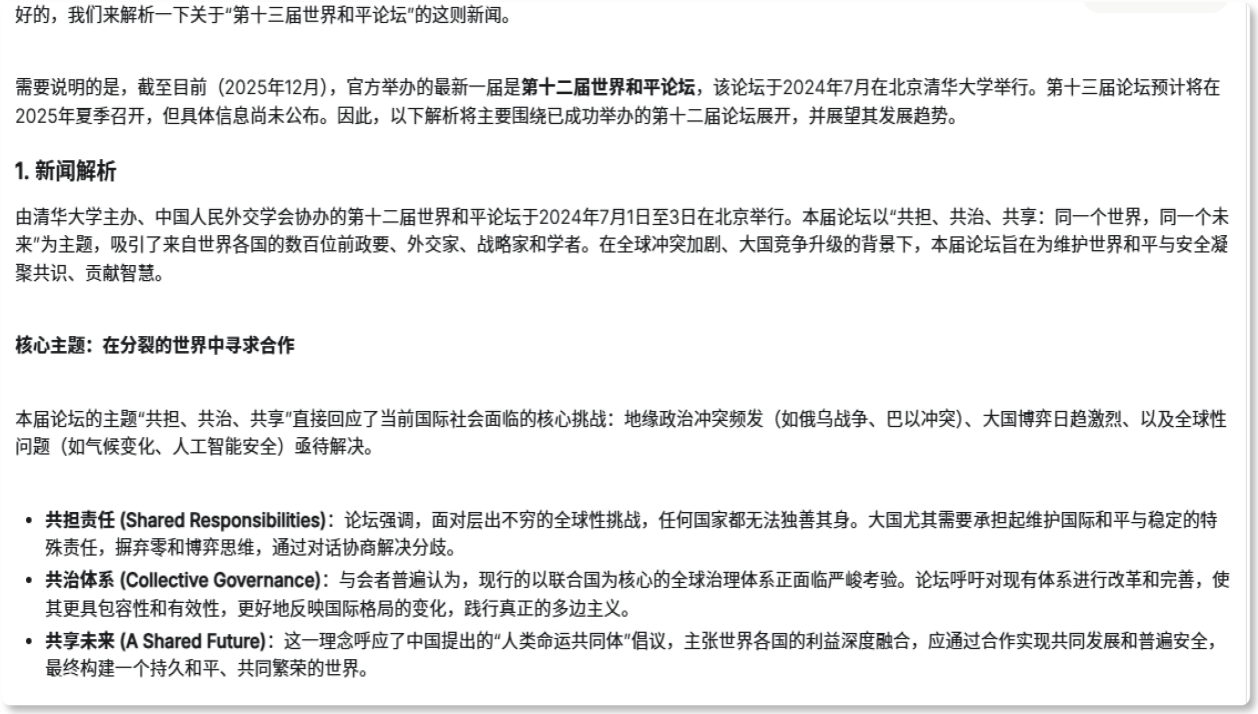 好的，我们来解析一下关于“第十三届世界和平论坛”的这则新闻。
需要说明的是，截至目前（2025年12月），官方举办的最新一届是第十二届世界和平论坛，该论坛于2024年7月在北京清华大学举行。第十三届论坛预计将在
2025年夏季召开，但具体信息尚未公布。因此，以下解析将主要围绕已成功举办的第十二届论坛展开，并展望其发展趋势。
1. 新闻解析
由清华大学主办、中国人民外交学会协办的第十二届世界和平论坛于2024年7月1日至3日在北京举行。本届论坛以“共担、共治、共享：同一个世界，同一个未
来”为主题，吸引了来自世界各国的数百位前政要、外交家、战略家和学者。在全球冲突加剧、大国竞争升级的背景下，本届论坛旨在为维护世界和平与安全凝
聚共识、贡献智慧。
核心主题：在分裂的世界中寻求合作
本届论坛的主题“共担、共治、共享”直接回应了当前国际社会面临的核心挑战：地缘政治冲突频发（如俄乌战争、巴以冲突）、大国博弈日趋激烈、以及全球性
问题（如气候变化、人工智能安全）亟待解决。
• 共担责任 (Shared Responsibilities)：论坛强调，面对层出不穷的全球性挑战，任何国家都无法独善其身。大国尤其需要承担起维护国际和平与稳定的特
殊责任，摒弃零和博弈思维，通过对话协商解决分歧。
• 共治体系 (Collective Governance)：与会者普遍认为，现行的以联合国为核心的全球治理体系正面临严峻考验。论坛呼吁对现有体系进行改革和完善，使
其更具包容性和有效性，更好地反映国际格局的变化，践行真正的多边主义。
• 共享未来 (A Shared Future)：这一理念呼应了中国提出的“人类命运共同体”倡议，主张世界各国的利益深度融合，应通过合作实现共同发展和普遍安全，
最终构建一个持久和平、共同繁荣的世界。